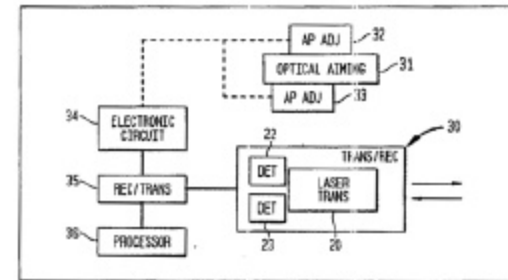 AP ADJ 32
OPTICAL AIMING 31
AP ADJ 33
34 ELECTRONIC CIRCUIT
22 TRANS/REC 30
DET
LASER TRANS
35 REC/TRANS
DET
36 PROCESSOR
23 20